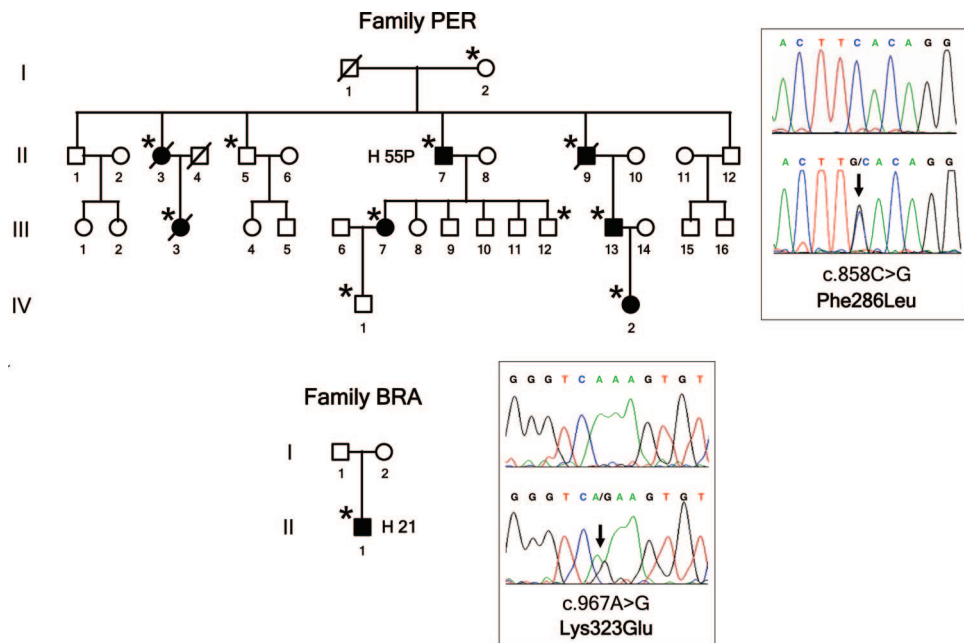 Family PER
I
1
*
2
II
1
2
*
3
4
*
5
6
H 55P
*
7
8
*
9
10
11
12
III
1
2
*
3
4
5
6
*
7
8
9
10
11
12
*
*
13
14
15
16
IV
*
1
*
2
A C T T C A C A G G
A C T T G/C A C A G G
c.858C>G
Phe286Leu
Family BRA
I
1
2
II
*
H 21
1
G G G T C A A A G T G T
G G G T C A/G A A G T G T
c.967A>G
Lys323Glu